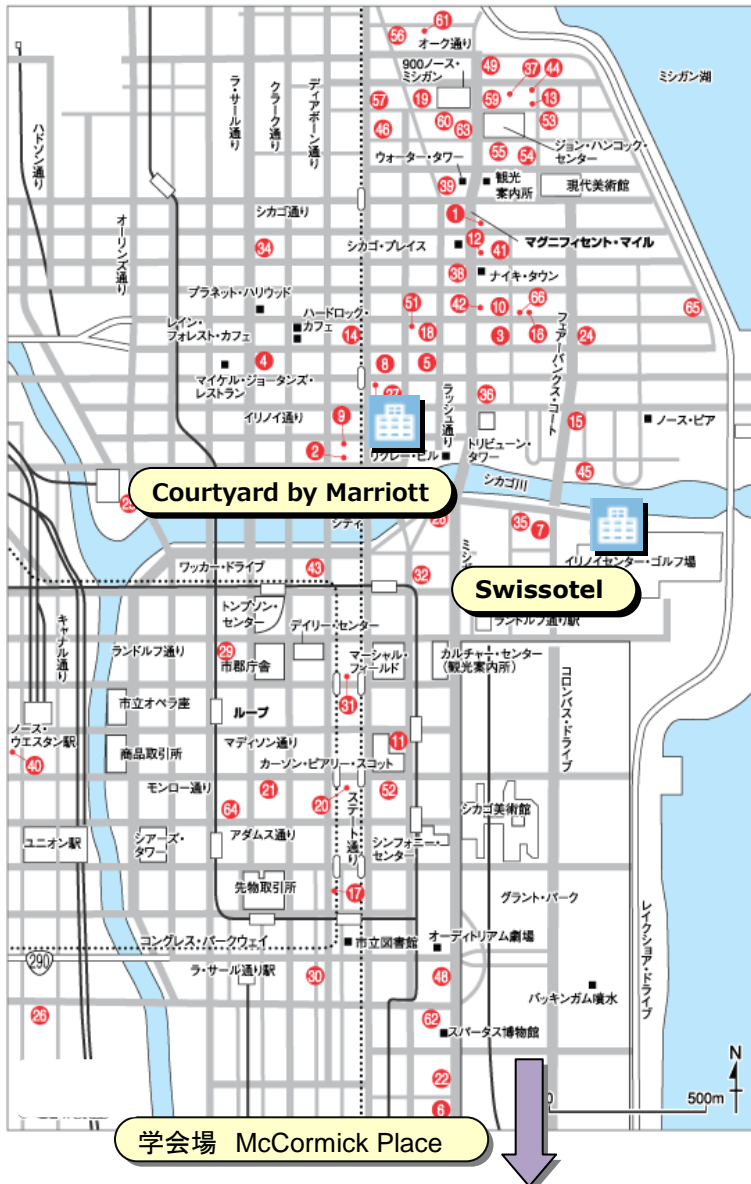 61
56
オーク通り
900ノース・
ミシガン
49
37
44
ミシガン湖
57
19
59
13
46
60
63
53
ジョン・ハンコック・
センター
55
54
ウォーター・タワー
39
観光
案内所
現代美術館
ハドソン通り
オーリンズ通り
ラ・サール通り
クラーク通り
ディアボーン通り
シカゴ通り
1
34
シカゴ・プレイス
12
41
マグニフィセント・マイル
38
ナイキ・タウン
プラネット・ハリウッド
51
42
10
66
65
ハードロック・
カフェ
レイン・
フォレスト・カフェ
14
18
3
16
フェアーバンクス・コート
24
4
8
5
マイケル・ジョータンズ・
レストラン
27
ラッシュ通り
36
イリノイ通り
9
15
ノース・ピア
2
リグレー・ビル
トリビューン・
タワー
45
シカゴ川
Courtyard by Marriott
シティ
35
7
ワッカー・ドライブ
43
32
イリノイセンター・ゴルフ場
Swissotel
トンプソン・
センター
デイリー・センター
ランドルフ通り駅
キャナル通り
ランドルフ通り
29
市郡庁舎
マーシャル・
フィールド
カルチャー・センター
(観光案内所)
31
市立オペラ座
ループ
コロンバス・ドライブ
ノース・
ウエスタン駅
40
商品取引所
マディソン通り
11
カーソン・ピアリー・スコット
モンロー通り
21
20
52
64
ステート通り
シカゴ美術館
ユニオン駅
シアーズ・
タワー
アダムス通り
シンフォニー・
センター
先物取引所
17
グラント・パーク
レイクショア・ドライブ
コングレス・パークウェイ
市立図書館
オーディトリアム劇場
290
ラ・サール通り駅
30
48
バッキンガム噴水
26
62
スパータス博物館
22
N
6
0
500m
学会場 McCormick Place